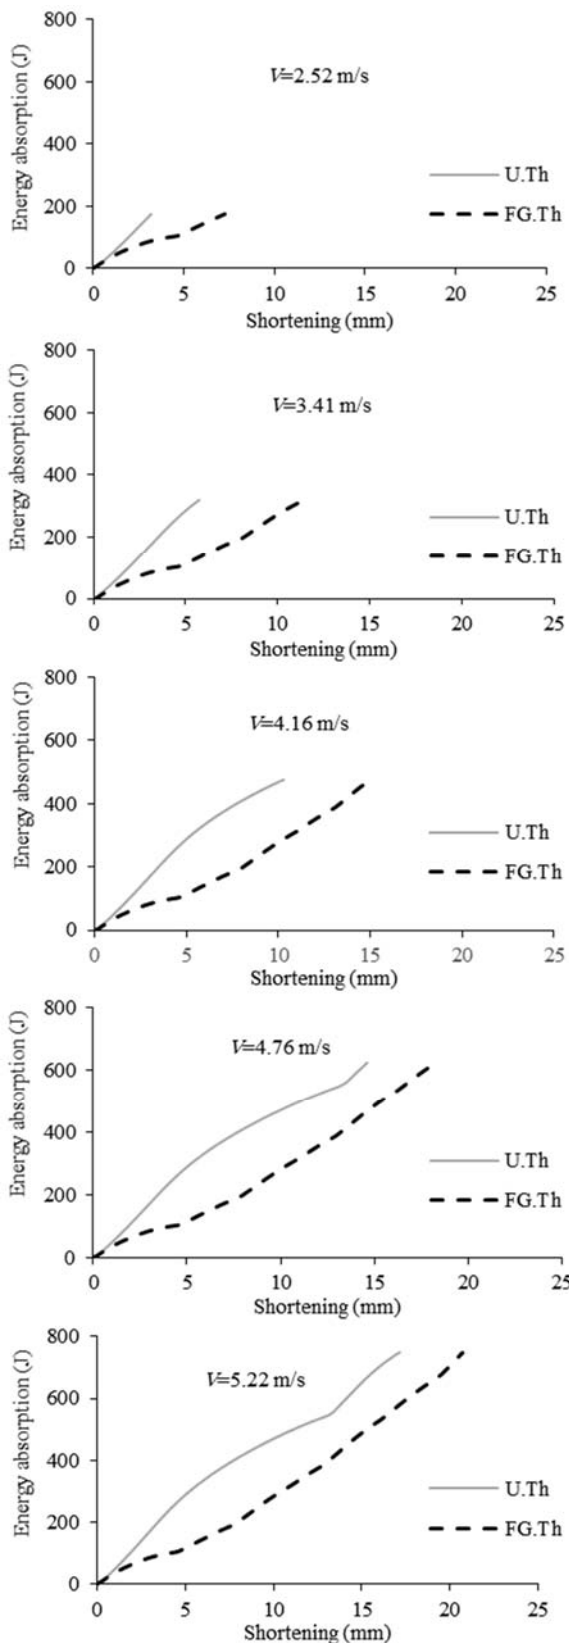 800
600
400
200
0
Energy absorption (J)
V=2.52 m/s
U.Th
FG.Th
0 5 10 15 20 25
Shortening (mm)
800
600
400
200
0
Energy absorption (J)
V=3.41 m/s
U.Th
FG.Th
0 5 10 15 20 25
Shortening (mm)
800
600
400
200
0
Energy absorption (J)
V=4.16 m/s
U.Th
FG.Th
0 5 10 15 20 25
Shortening (mm)
800
600
400
200
0
Energy absorption (J)
V=4.76 m/s
U.Th
FG.Th
0 5 10 15 20 25
Shortening (mm)
800
600
400
200
0
Energy absorption (J)
V=5.22 m/s
U.Th
FG.Th
0 5 10 15 20 25
Shortening (mm)